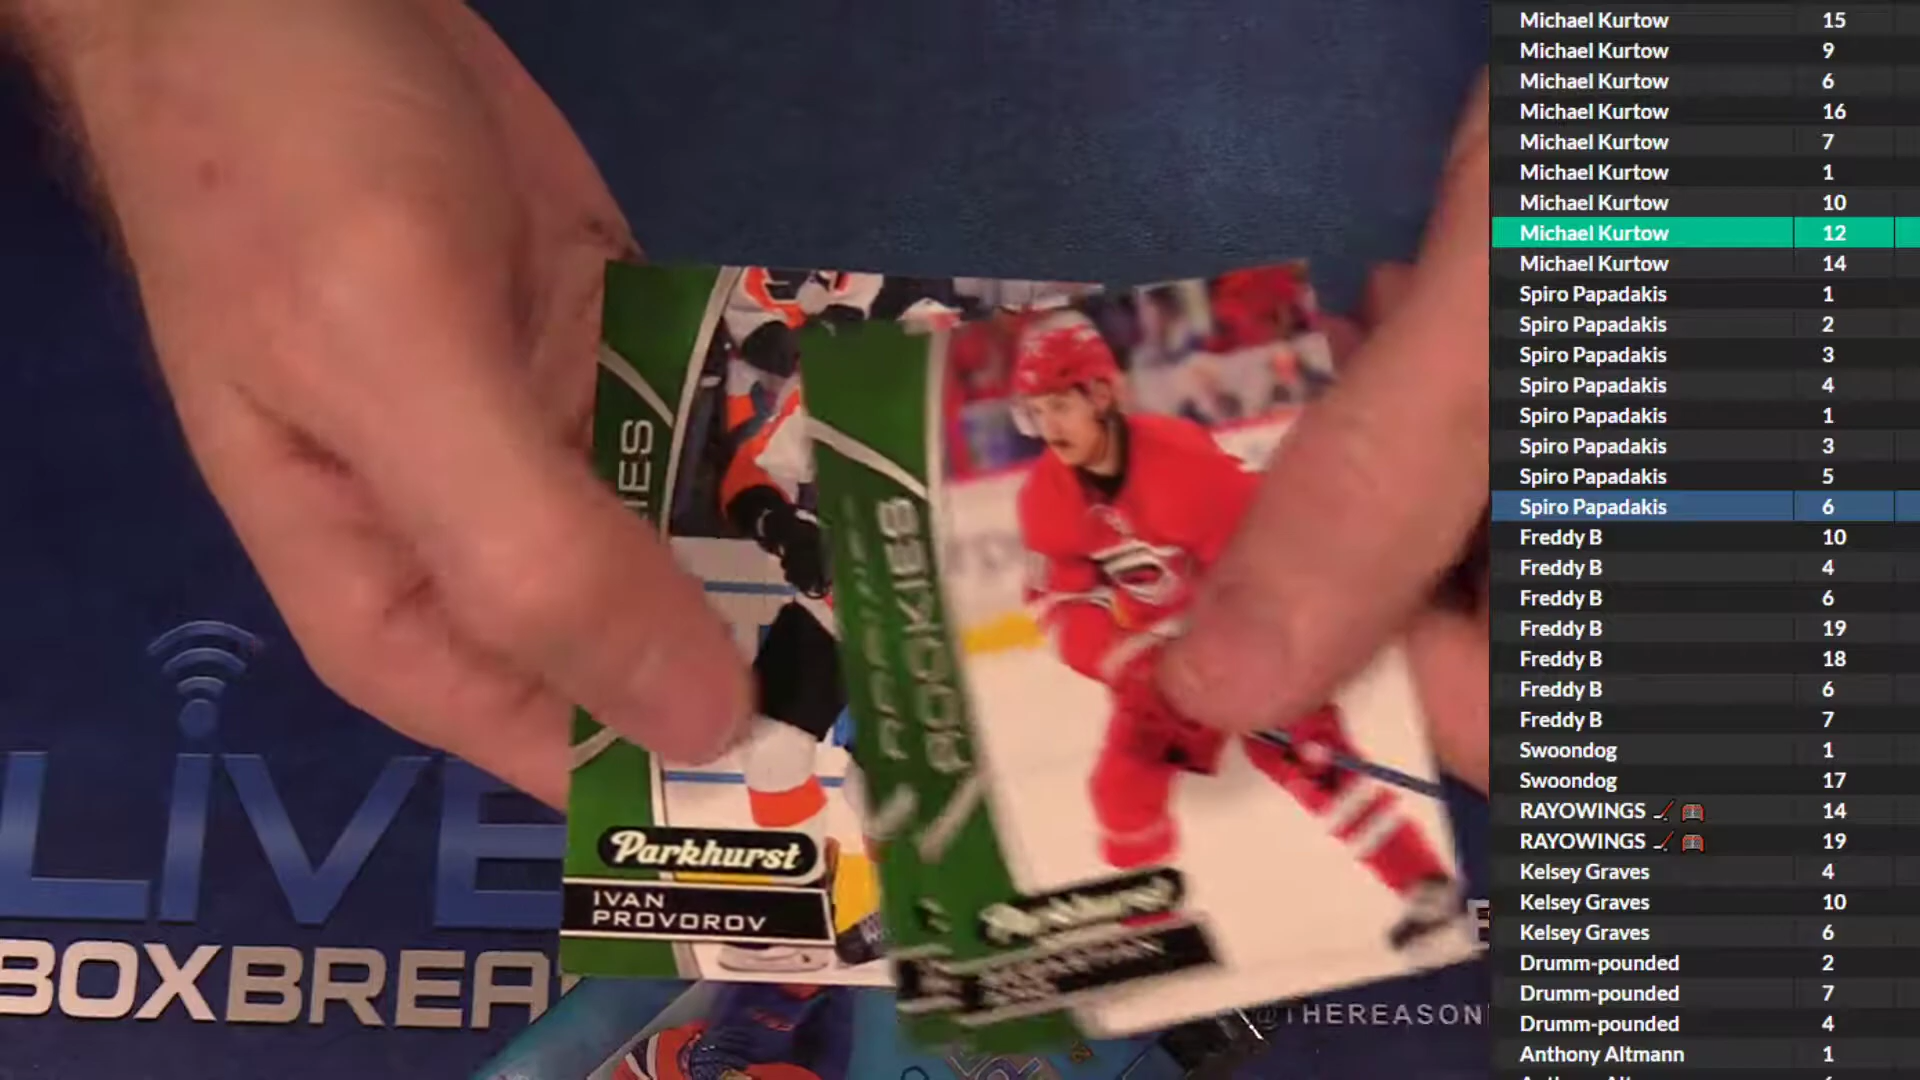 Michael Kurtow 15
Michael Kurtow 9
Michael Kurtow 6
Michael Kurtow 16
Michael Kurtow 7
Michael Kurtow 1
Michael Kurtow 10
Michael Kurtow 12
Michael Kurtow 14
Spiro Papadakis 1
Spiro Papadakis 2
Spiro Papadakis 3
Spiro Papadakis 4
Spiro Papadakis 1
Spiro Papadakis 3
Spiro Papadakis 5
Spiro Papadakis 6
Freddy B 10
Freddy B 4
Freddy B 6
Freddy B 19
Freddy B 18
Freddy B 6
Freddy B 7
Swoondog 1
Swoondog 17
RAYOWINGS 14
RAYOWINGS 19
Kelsey Graves 4
Kelsey Graves 10
Kelsey Graves 6
Drumm-pounded 2
Drumm-pounded 7
Drumm-pounded 4
Anthony Altmann 1
ROOKIES
Parkhurst
IVAN
PROVOROV
Parkhurst
LIVE
BOXBREA
@THEREASON